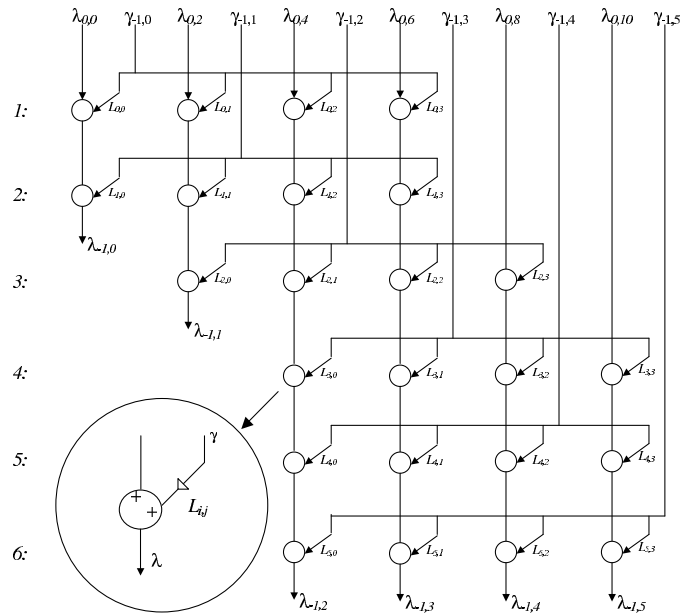 λ0,0 γ-1,0 λ0,2 γ-1,1 λ0,4 γ-1,2 λ0,6 γ-1,3 λ0,8 γ-1,4 λ0,10 γ-1,5
1: L0,0 L0,1 L0,2 L0,3
2: L1,0 L1,1 L1,2 L1,3
λ-1,0
3: L2,0 L2,1 L2,2 L2,3
λ-1,1
4: L3,0 L3,1 L3,2 L3,3
γ
5: L4,0 L4,1 L4,2 L4,3
+
+ Li,j
6: L5,0 L5,1 L5,2 L5,3
λ
λ-1,2 λ-1,3 λ-1,4 λ-1,5